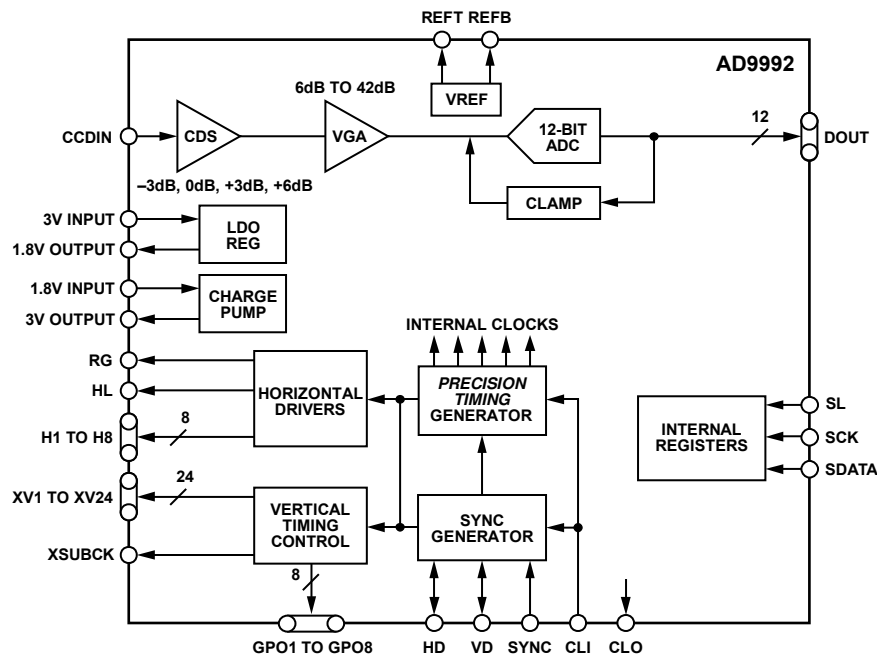 REFT REFB
AD9992
6dB TO 42dB
VREF
CCDIN
CDS
VGA
12-BIT
ADC
12
DOUT
–3dB, 0dB, +3dB, +6dB
CLAMP
3V INPUT
LDO
REG
1.8V OUTPUT
1.8V INPUT
CHARGE
PUMP
3V OUTPUT
INTERNAL CLOCKS
RG
HL
HORIZONTAL
DRIVERS
PRECISION
TIMING
GENERATOR
8
H1 TO H8
INTERNAL
REGISTERS
SL
SCK
SDATA
24
XV1 TO XV24
VERTICAL
TIMING
CONTROL
SYNC
GENERATOR
XSUBCK
8
GPO1 TO GPO8
HD
VD
SYNC
CLI
CLO